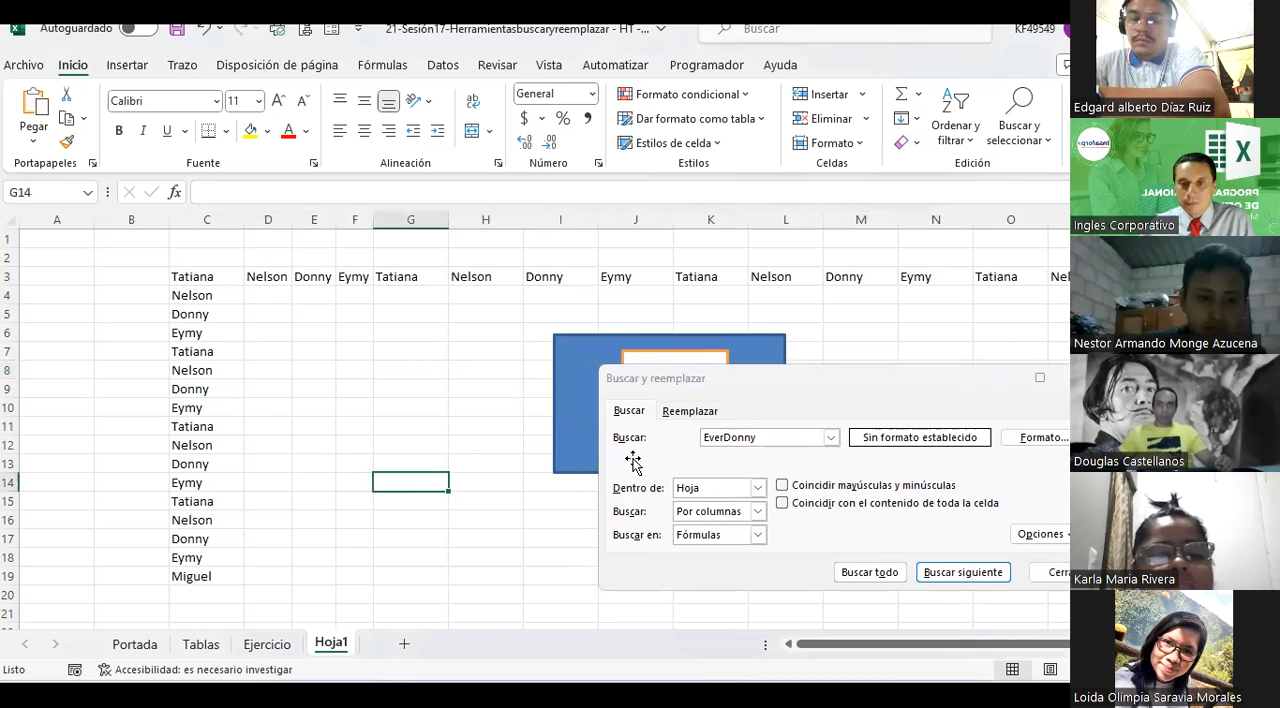 Autoguardado
21-Sesión17-Herramientasbuscaryreemplazar - HT -...
Buscar
KF49549
Archivo Inicio Insertar Trazo Disposición de página Fórmulas Datos Revisar Vista Automatizar Programador Ayuda
Pegar
Portapapeles
Calibri 11
N K S
Fuente
Alineación
General
$ % 
Número
Formato condicional
Dar formato como tabla
Estilos de celda
Estilos
Insertar
Eliminar
Formato
Celdas
Ordenar y filtrar
Buscar y seleccionar
Edición
G14
fx
A B C D E F G H I J K L M N O
1
2
3 Tatiana Nelson Donny Eymy Tatiana Nelson Donny Eymy Tatiana Nelson Donny Eymy Tatiana Nel
4 Nelson
5 Donny
6 Eymy
7 Tatiana
8 Nelson
9 Donny
10 Eymy
11 Tatiana
12 Nelson
13 Donny
14 Eymy
15 Tatiana
16 Nelson
17 Donny
18 Eymy
19 Miguel
20
21
Buscar y reemplazar
Buscar Reemplazar
Buscar: EverDonny Sin formato establecido Formato...
Dentro de: Hoja Coincidir mayúsculas y minúsculas
Buscar: Por columnas Coincidir con el contenido de toda la celda
Buscar en: Fórmulas
Opciones
Buscar todo Buscar siguiente Cerra
Portada Tablas Ejercicio Hoja1
Listo
Accesibilidad: es necesario investigar
Edgard alberto Díaz Ruiz
Ingles Corporativo
Nestor Armando Monge Azucena
Douglas Castellanos
Karla Maria Rivera
Loida Olimpia Saravia Morales